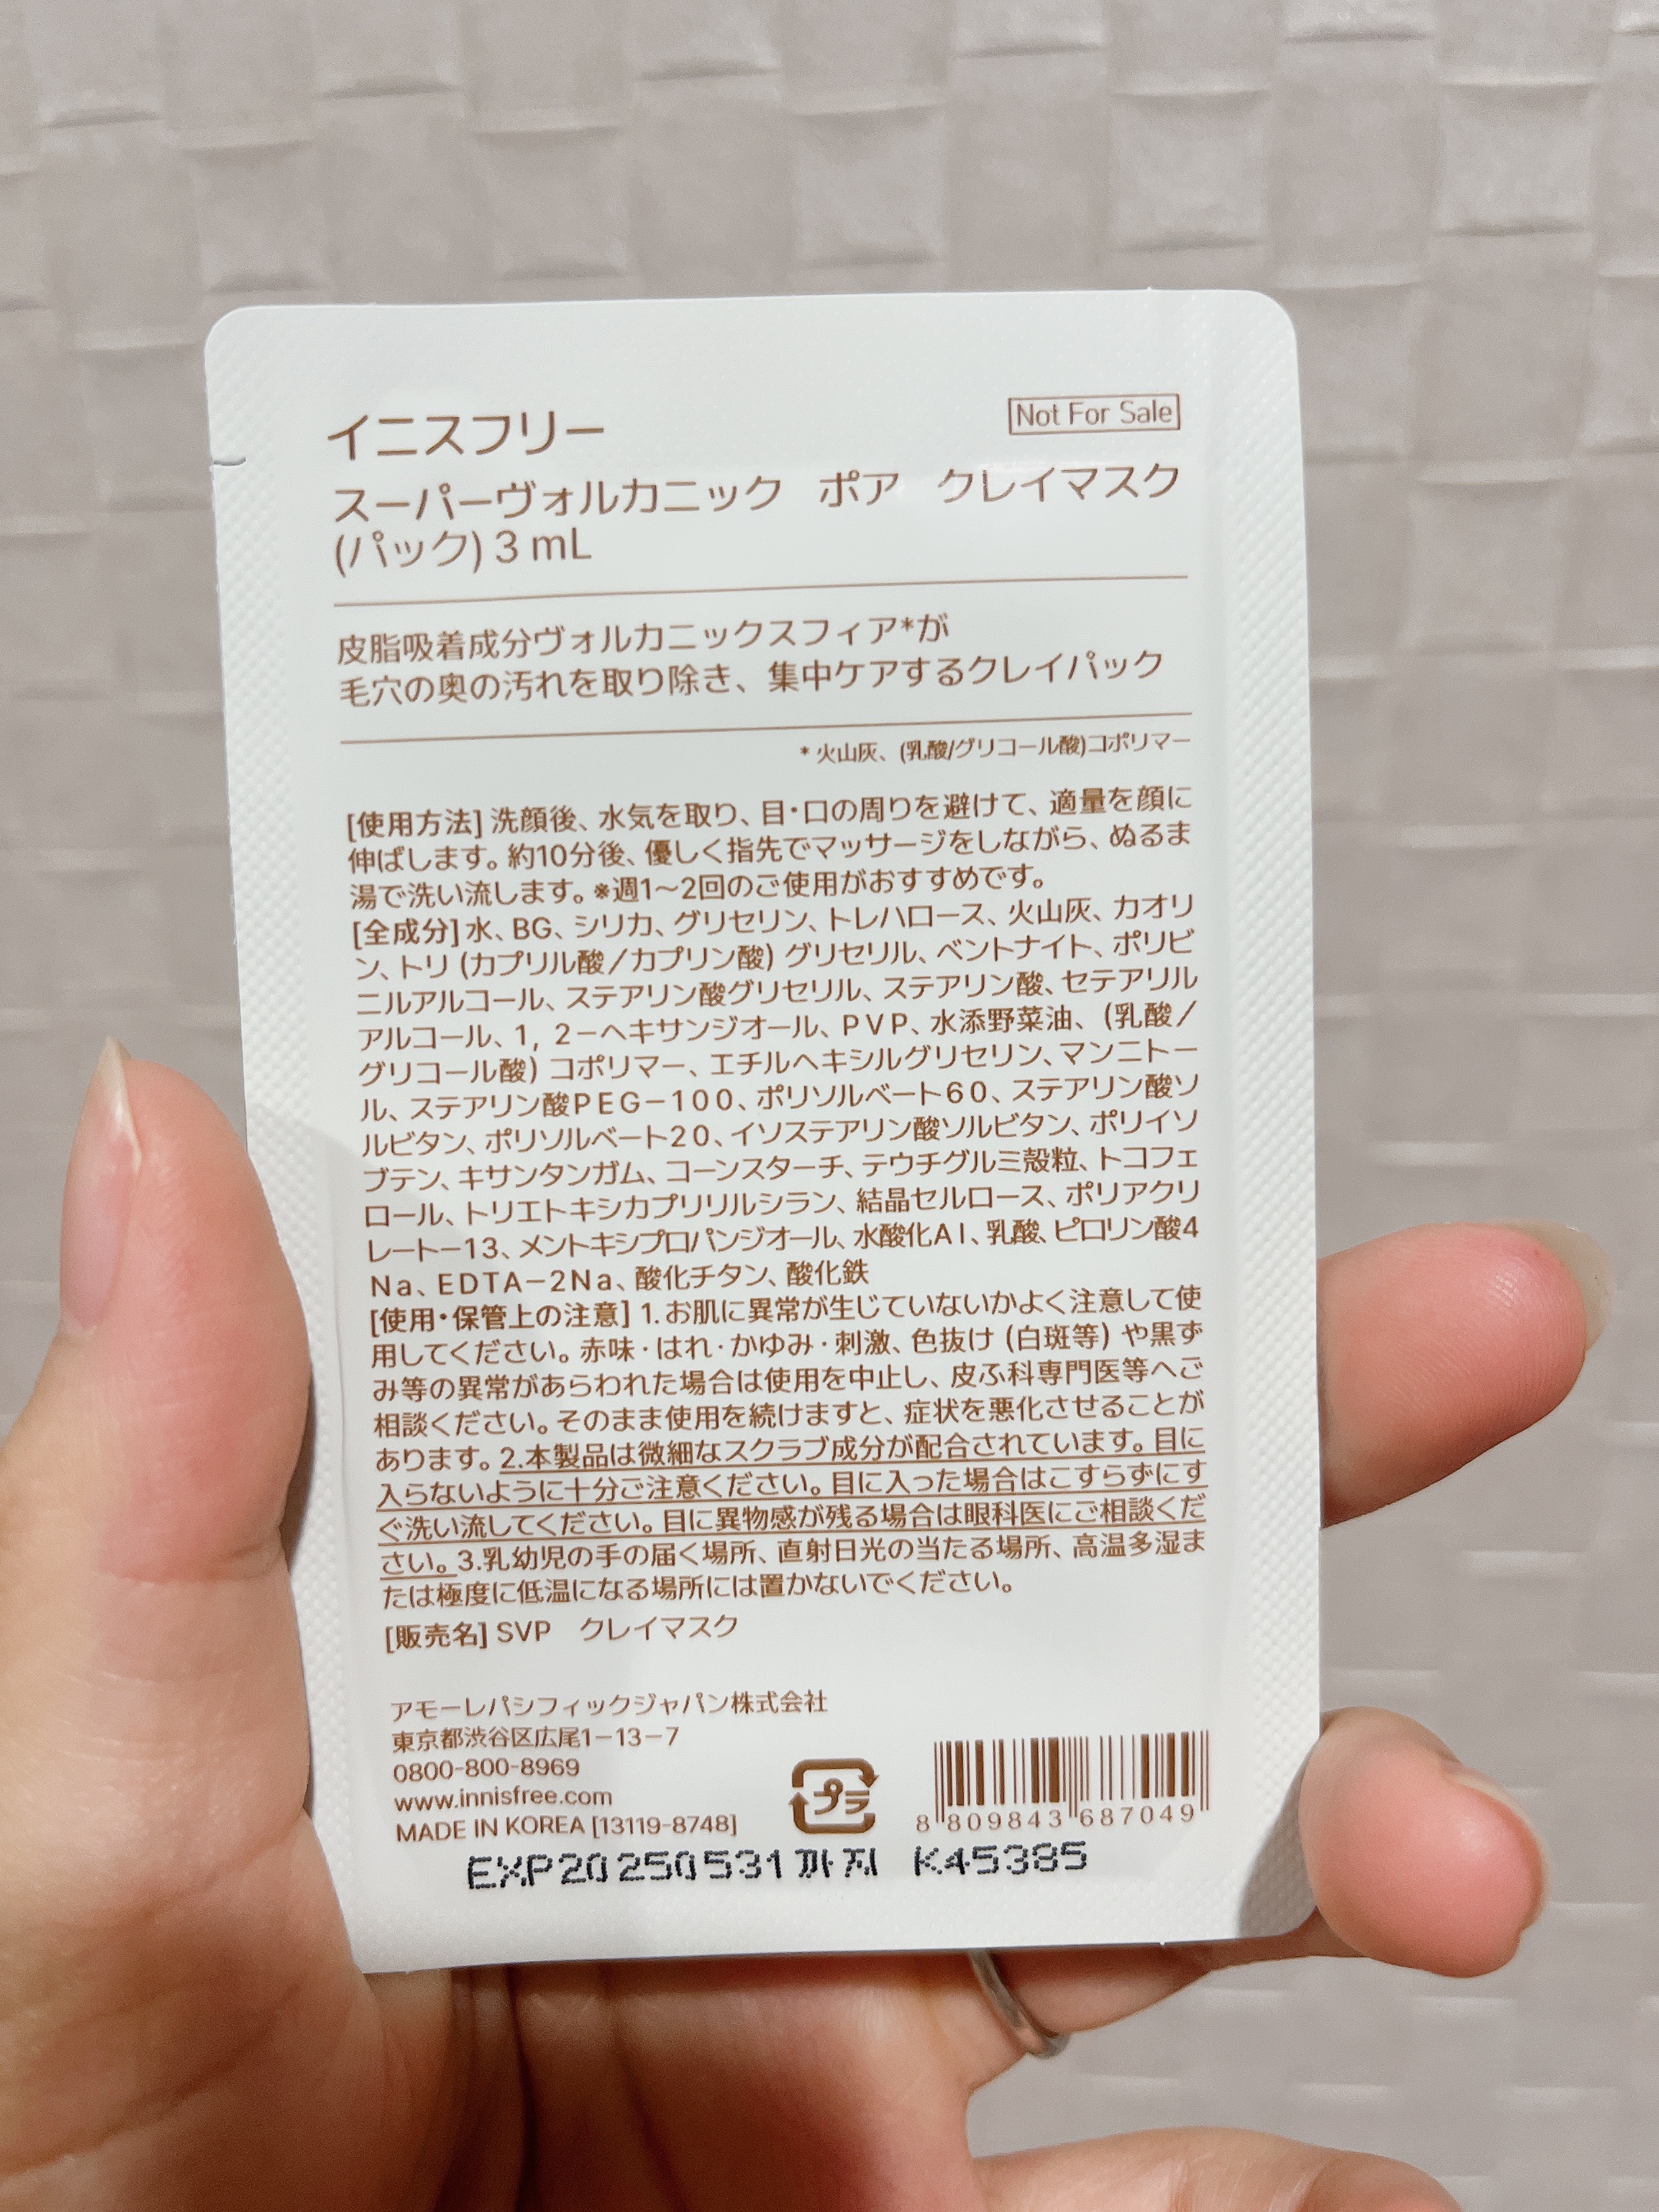 イニスフリー
Not For Sale
スーパーヴォルカニック ポア クレイマスク
(パック) 3 mL
皮脂吸着成分ヴォルカニックスフィア*が
毛穴の奥の汚れを取り除き、集中ケアするクレイパック
* 火山灰、(乳酸/グリコール酸)コポリマー
[使用方法] 洗顔後、水気を取り、目・口の周りを避けて、適量を顔に
伸ばします。約10分後、優しく指先でマッサージをしながら、ぬるま
湯で洗い流します。※週1～2回のご使用がおすすめです。
[全成分] 水、BG、シリカ、グリセリン、トレハロース、火山灰、カオリ
ン、トリ (カプリル酸/カプリン酸) グリセリル、ベントナイト、ポリビ
ニルアルコール、ステアリン酸グリセリル、ステアリン酸、セテアリル
アルコール、1，2－ヘキサンジオール、PVP、水添野菜油、(乳酸/
グリコール酸) コポリマー、エチルヘキシルグリセリン、マンニトー
ル、ステアリン酸PEG－100、ポリソルベート60、ステアリン酸ソ
ルビタン、ポリソルベート20、イソステアリン酸ソルビタン、ポリイソ
ブテン、キサンタンガム、コーンスターチ、テウチグルミ殻粒、トコフェ
ロール、トリエトキシカプリリルシラン、結晶セルロース、ポリアクリ
レート－13、メントキシプロパンジオール、水酸化Al、乳酸、ピロリン酸4
Na、EDTA－2Na、酸化チタン、酸化鉄
[使用・保管上の注意] 1.お肌に異常が生じていないかよく注意して使
用してください。赤味・はれ・かゆみ・刺激、色抜け (白斑等) や黒ず
み等の異常があらわれた場合は使用を中止し、皮ふ科専門医等へご
相談ください。そのまま使用を続けますと、症状を悪化させることが
あります。2.本製品は微細なスクラブ成分が配合されています。目に
入らないように十分ご注意ください。目に入った場合はこすらずにす
ぐ洗い流してください。目に異物感が残る場合は眼科医にご相談くだ
さい。3.乳幼児の手の届く場所、直射日光の当たる場所、高温多湿ま
たは極度に低温になる場所には置かないでください。
[販売名] SVP クレイマスク
アモーレパシフィックジャパン株式会社
東京都渋谷区広尾1－13－7
0800-800-8969
www.innisfree.com
MADE IN KOREA [13119-8748]
プラ
8 809843 687049
EXP20250531까지 K45385